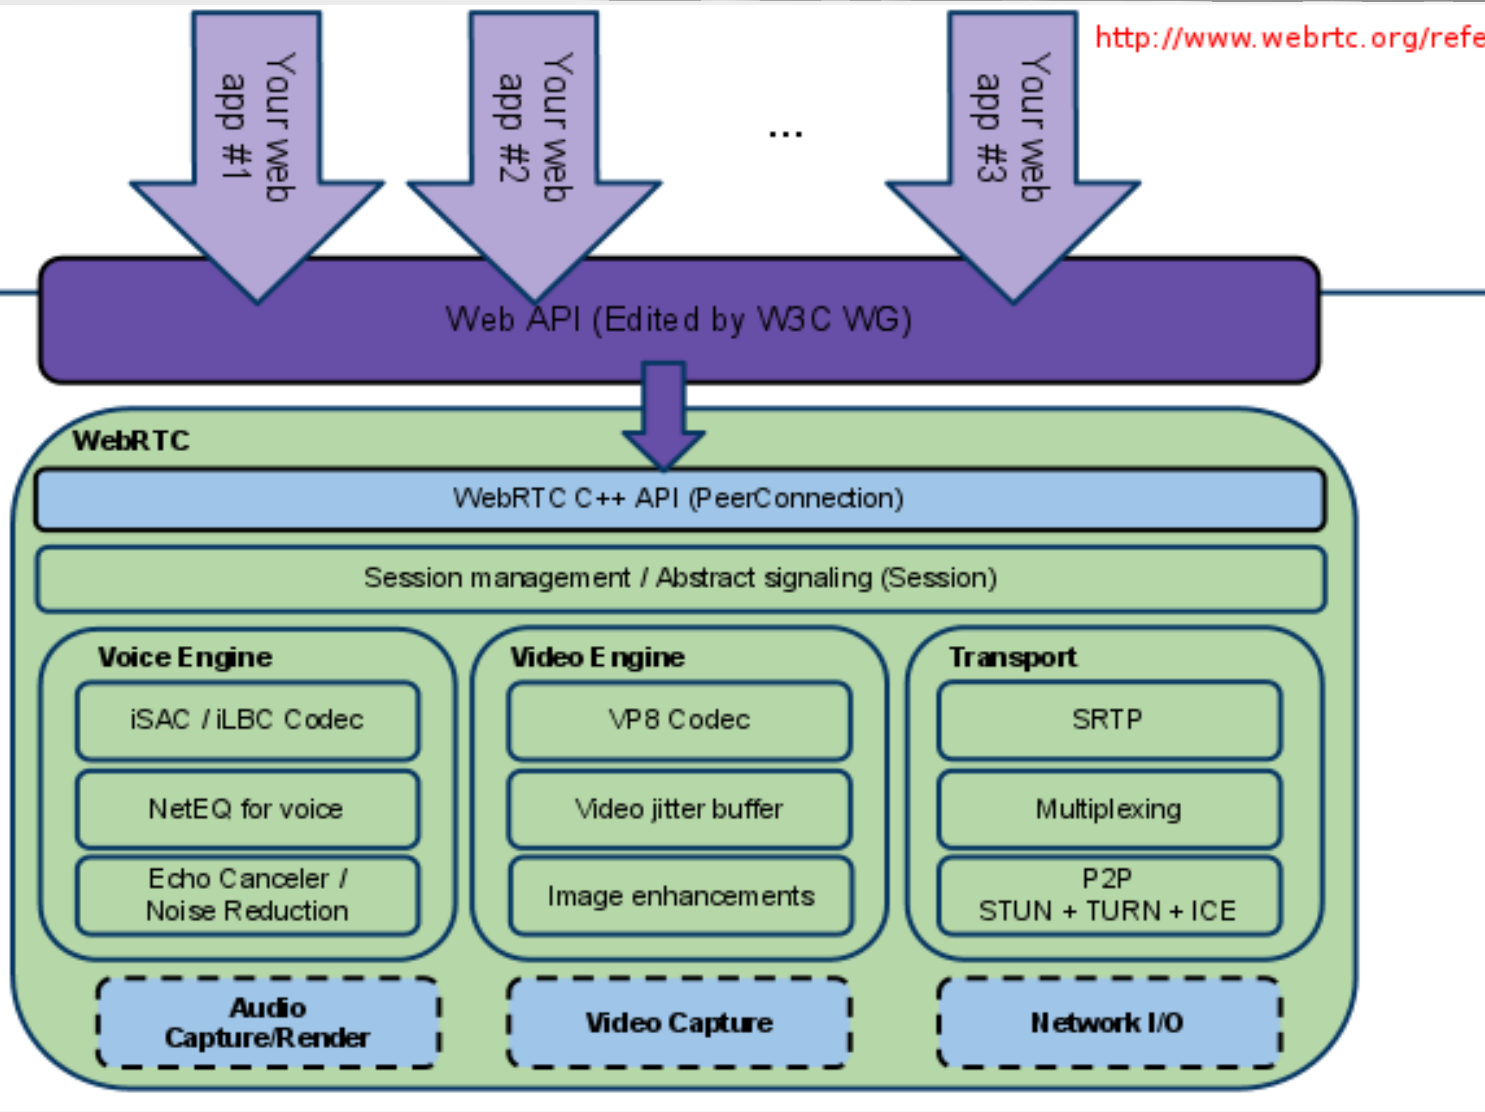 http://www.webrtc.org/refe
Your web
app #1
Your web
app #2
...
Your web
app #3
Web API (Edited by W3C WG)
WebRTC
WebRTC C++ API (PeerConnection)
Session management / Abstract signaling (Session)
Voice Engine
iSAC / iLBC Codec
NetEQ for voice
Echo Canceler /
Noise Reduction
Video Engine
VP8 Codec
Video jitter buffer
Image enhancements
Transport
SRTP
Multiplexing
P2P
STUN + TURN + ICE
Audio
Capture/Render
Video Capture
Network I/O